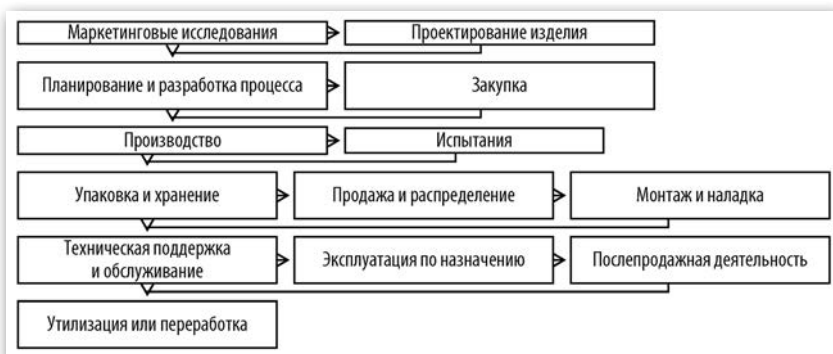 Маркетинговые исследования
Проектирование изделия
Планирование и разработка процесса
Закупка
Производство
Испытания
Упаковка и хранение
Продажа и распределение
Монтаж и наладка
Техническая поддержка
и обслуживание
Эксплуатация по назначению
Послепродажная деятельность
Утилизация или переработка